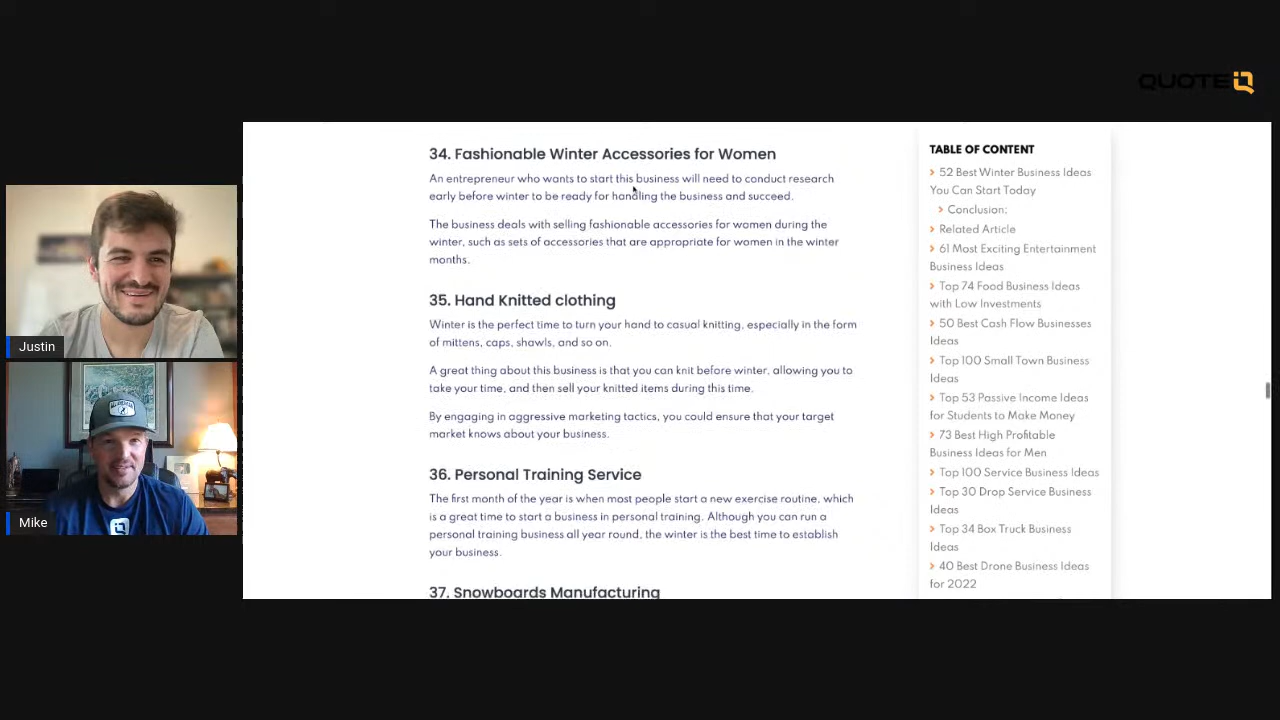 QUOTE IQ
34. Fashionable Winter Accessories for Women
An entrepreneur who wants to start this business will need to conduct research
early before winter to be ready for handling the business and succeed.
The business deals with selling fashionable accessories for women during the
winter, such as sets of accessories that are appropriate for women in the winter
months.
35. Hand Knitted clothing
Winter is the perfect time to turn your hand to casual knitting, especially in the form
of mittens, caps, shawls, and so on.
A great thing about this business is that you can knit before winter, allowing you to
take your time, and then sell your knitted items during this time.
By engaging in aggressive marketing tactics, you could ensure that your target
market knows about your business.
36. Personal Training Service
The first month of the year is when most people start a new exercise routine, which
is a great time to start a business in personal training. Although you can run a
personal training business all year round, the winter is the best time to establish
your business.
37. Snowboards Manufacturing
TABLE OF CONTENT
52 Best Winter Business Ideas
You Can Start Today
Conclusion:
Related Article
61 Most Exciting Entertainment
Business Ideas
Top 74 Food Business Ideas
with Low Investments
50 Best Cash Flow Businesses
Ideas
Top 100 Small Town Business
Ideas
Top 53 Passive Income Ideas
for Students to Make Money
73 Best High Profitable
Business Ideas for Men
Top 100 Service Business Ideas
Top 30 Drop Service Business
Ideas
Top 34 Box Truck Business
Ideas
40 Best Drone Business Ideas
for 2022
Justin
Mike